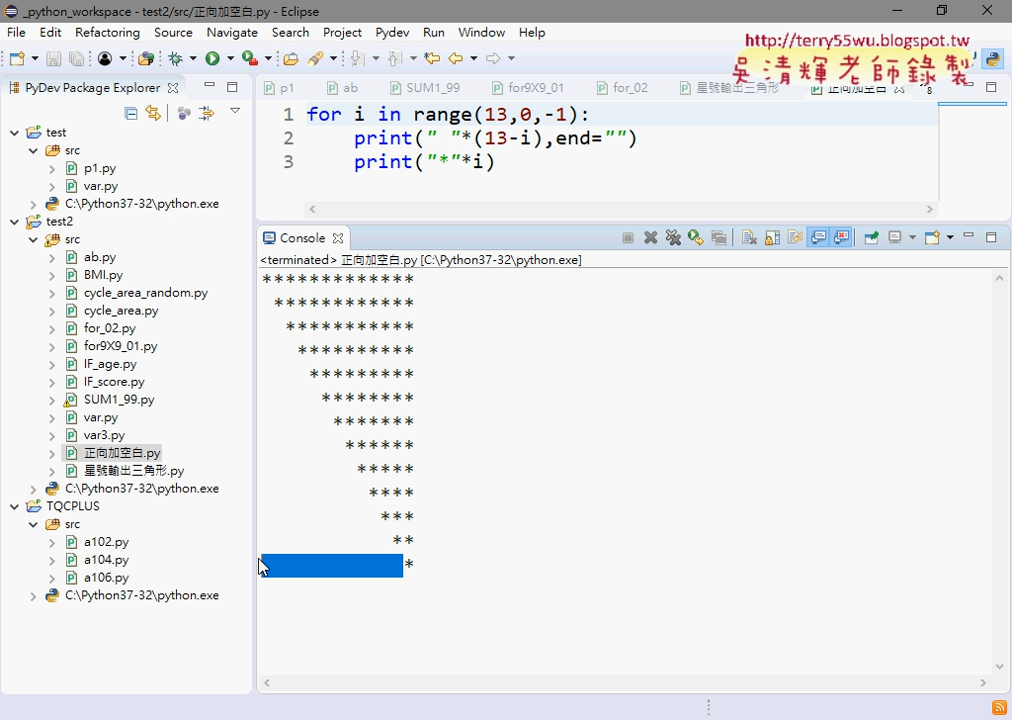 _python_workspace - test2/src/正向加空白.py - Eclipse
File Edit Refactoring Source Navigate Search Project Pydev Run Window Help
http://terry55wu.blogspot.tw
吳清輝老師錄製
PyDev Package Explorer
p1 ab SUM1_99 for9X9_01 for_02 星號輸出三角形 正向加空白
test
src
p1.py
var.py
C:\Python37-32\python.exe
test2
src
ab.py
BMI.py
cycle_area_random.py
cycle_area.py
for_02.py
for9X9_01.py
IF_age.py
IF_score.py
SUM1_99.py
var.py
var3.py
正向加空白.py
星號輸出三角形.py
C:\Python37-32\python.exe
TQCPLUS
src
a102.py
a104.py
a106.py
C:\Python37-32\python.exe
1 for i in range(13,0,-1):
2     print(" "*(13-i),end="")
3     print("*"*i)
Console
<terminated> 正向加空白.py [C:\Python37-32\python.exe]
*************
 ************
  ***********
   **********
    *********
     ********
      *******
       ******
        *****
         ****
          ***
           **
            *